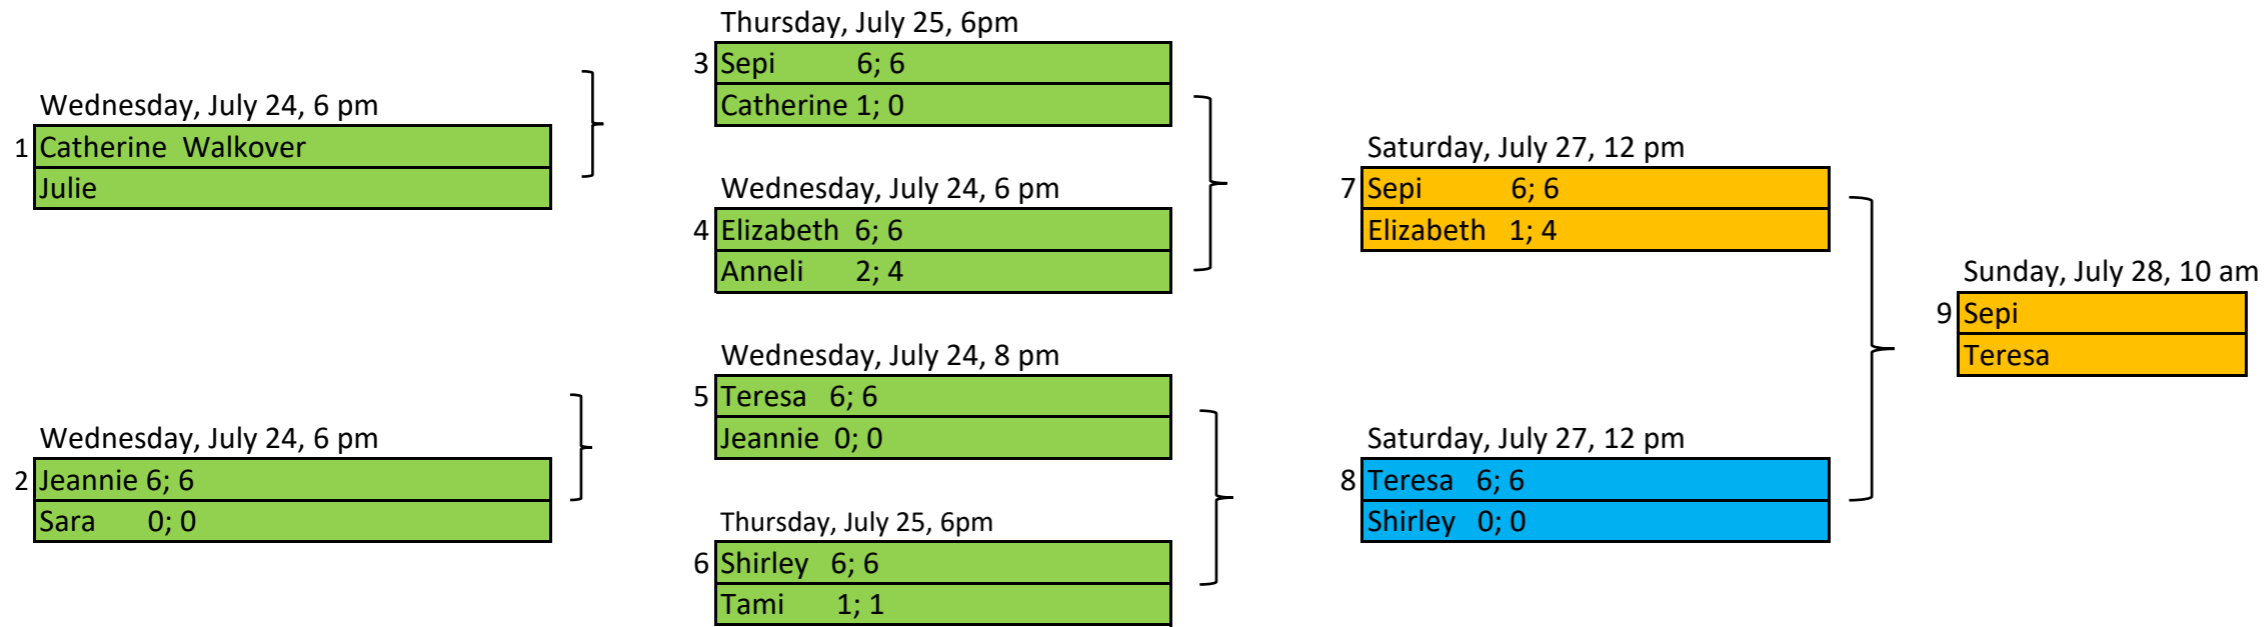 Wednesday, July 24, 6 pm
1 Catherine  Walkover
Julie
Wednesday, July 24, 6 pm
2 Jeannie 6; 6
Sara 0; 0
Thursday, July 25, 6pm
3 Sepi 6; 6
Catherine 1; 0
Wednesday, July 24, 6 pm
4 Elizabeth 6; 6
Anneli 2; 4
Wednesday, July 24, 8 pm
5 Teresa 6; 6
Jeannie 0; 0
Thursday, July 25, 6pm
6 Shirley 6; 6
Tami 1; 1
Saturday, July 27, 12 pm
7 Sepi 6; 6
Elizabeth 1; 4
Saturday, July 27, 12 pm
8 Teresa 6; 6
Shirley 0; 0
Sunday, July 28, 10 am
9 Sepi
Teresa